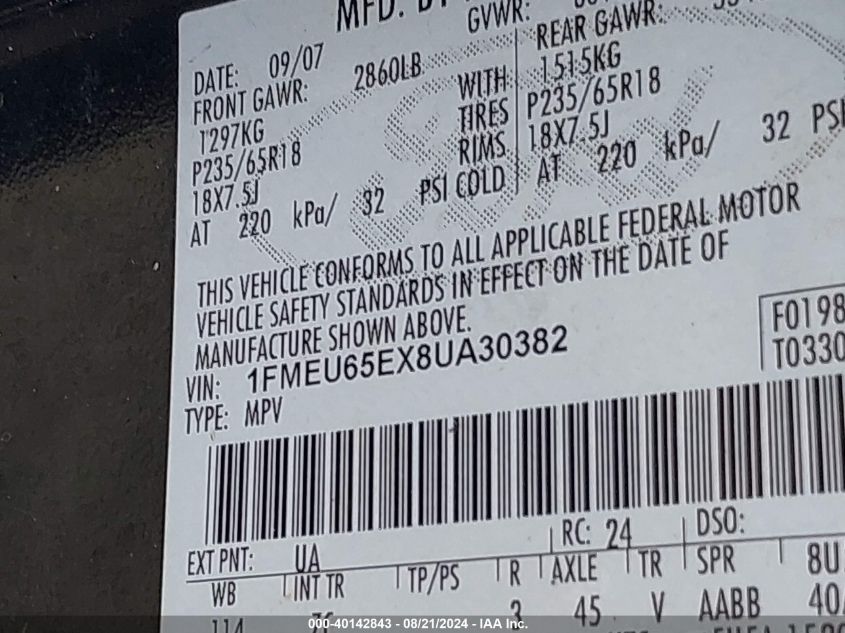 MFD. BY
GVWR:
DATE: 09/07
REAR GAWR:
FRONT GAWR: 2860LB
WITH 1515KG
1297KG
TIRES P235/65R18
P235/65R18
RIMS 18X7.5J
18X7.5J
AT 220 kPa/ 32 PSI
AT 220 kPa/ 32 PSI COLD
THIS VEHICLE CONFORMS TO ALL APPLICABLE FEDERAL MOTOR
VEHICLE SAFETY STANDARDS IN EFFECT ON THE DATE OF
MANUFACTURE SHOWN ABOVE.
F0198
T0330
VIN: 1FMEU65EX8UA30382
TYPE: MPV
EXT PNT: UA RC: 24 DSO:
WB INT TR TP/PS R AXLE TR SPR 8U
114 3 45 V AABB 40
000-40142843 - 08/21/2024 - IAA Inc.